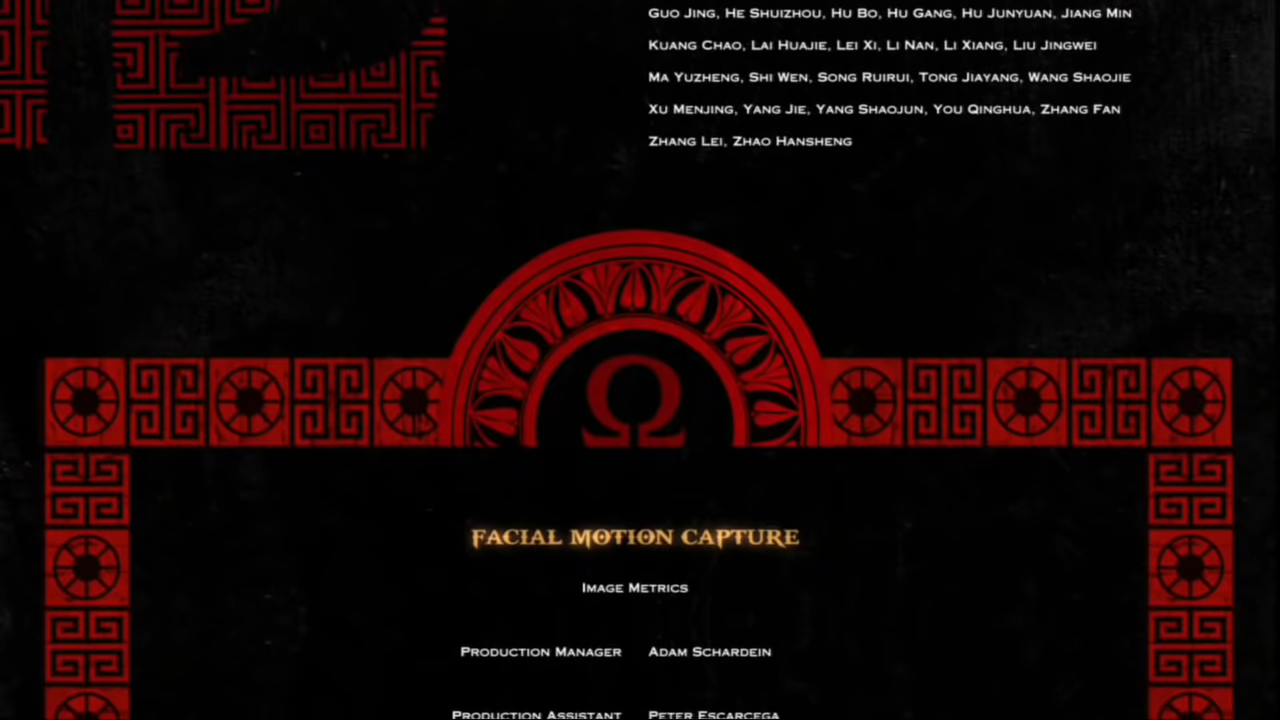 Guo Jing, He Shuizhou, Hu Bo, Hu Gang, Hu Junyuan, Jiang Min
Kuang Chao, Lai Huajie, Lei Xi, Li Nan, Li Xiang, Liu Jingwei
Ma Yuzheng, Shi Wen, Song Ruirui, Tong Jiayang, Wang Shaojie
Xu Menjing, Yang Jie, Yang Shaojun, You Qinghua, Zhang Fan
Zhang Lei, Zhao Hansheng
Ω
FACIAL MOTION CAPTURE
Image Metrics
Production Manager Adam Schardein
Production Assistant Peter Escarcega